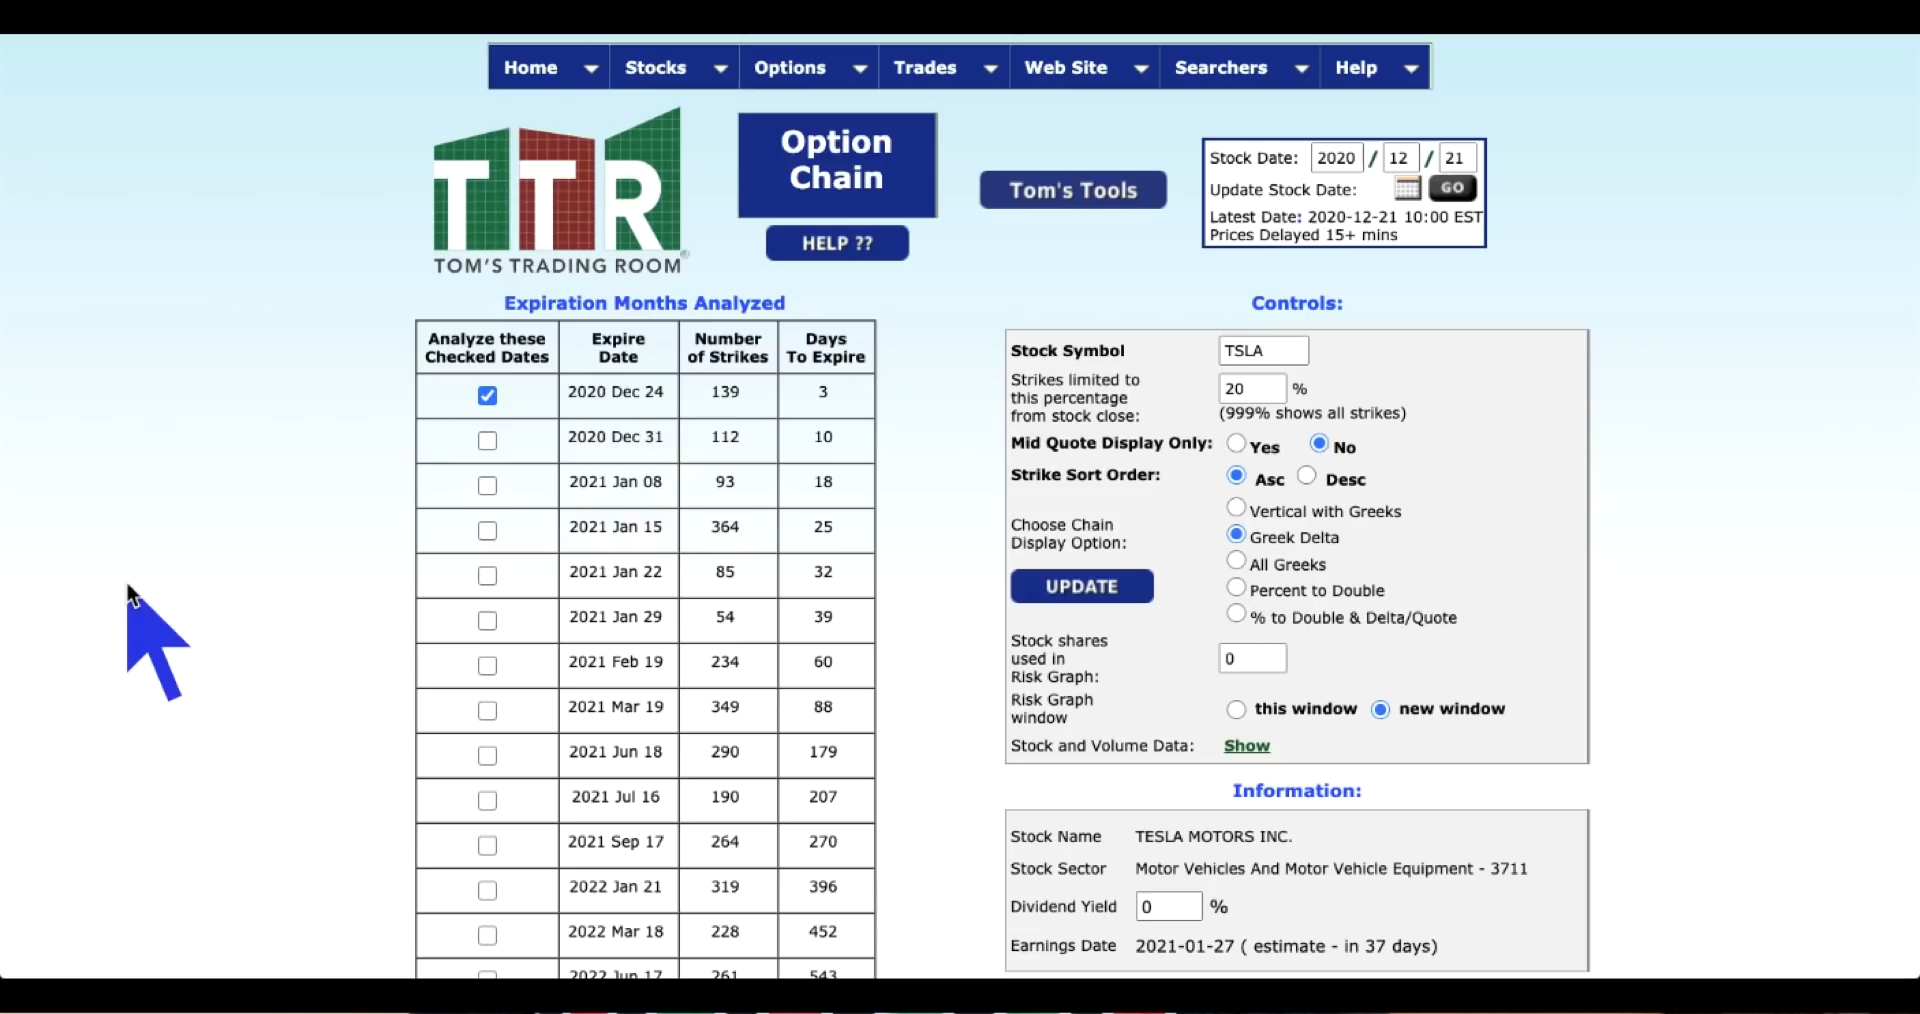 Home Stocks Options Trades Web Site Searchers Help
TTR
TOM'S TRADING ROOM®
Option
Chain
HELP ??
Tom's Tools
Stock Date: 2020 / 12 / 21
Update Stock Date: GO
Latest Date: 2020-12-21 10:00 EST
Prices Delayed 15+ mins
Expiration Months Analyzed
Analyze these Checked Dates Expire Date Number of Strikes Days To Expire
2020 Dec 24 139 3
2020 Dec 31 112 10
2021 Jan 08 93 18
2021 Jan 15 364 25
2021 Jan 22 85 32
2021 Jan 29 54 39
2021 Feb 19 234 60
2021 Mar 19 349 88
2021 Jun 18 290 179
2021 Jul 16 190 207
2021 Sep 17 264 270
2022 Jan 21 319 396
2022 Mar 18 228 452
2022 Jun 17 261 543
Controls:
Stock Symbol TSLA
Strikes limited to
this percentage
from stock close:
20 %
(999% shows all strikes)
Mid Quote Display Only: Yes No
Strike Sort Order: Asc Desc
Choose Chain
Display Option:
Vertical with Greeks
Greek Delta
All Greeks
Percent to Double
% to Double & Delta/Quote
UPDATE
Stock shares
used in
Risk Graph:
0
Risk Graph
window
this window new window
Stock and Volume Data: Show
Information:
Stock Name TESLA MOTORS INC.
Stock Sector Motor Vehicles And Motor Vehicle Equipment - 3711
Dividend Yield 0 %
Earnings Date 2021-01-27 ( estimate - in 37 days)